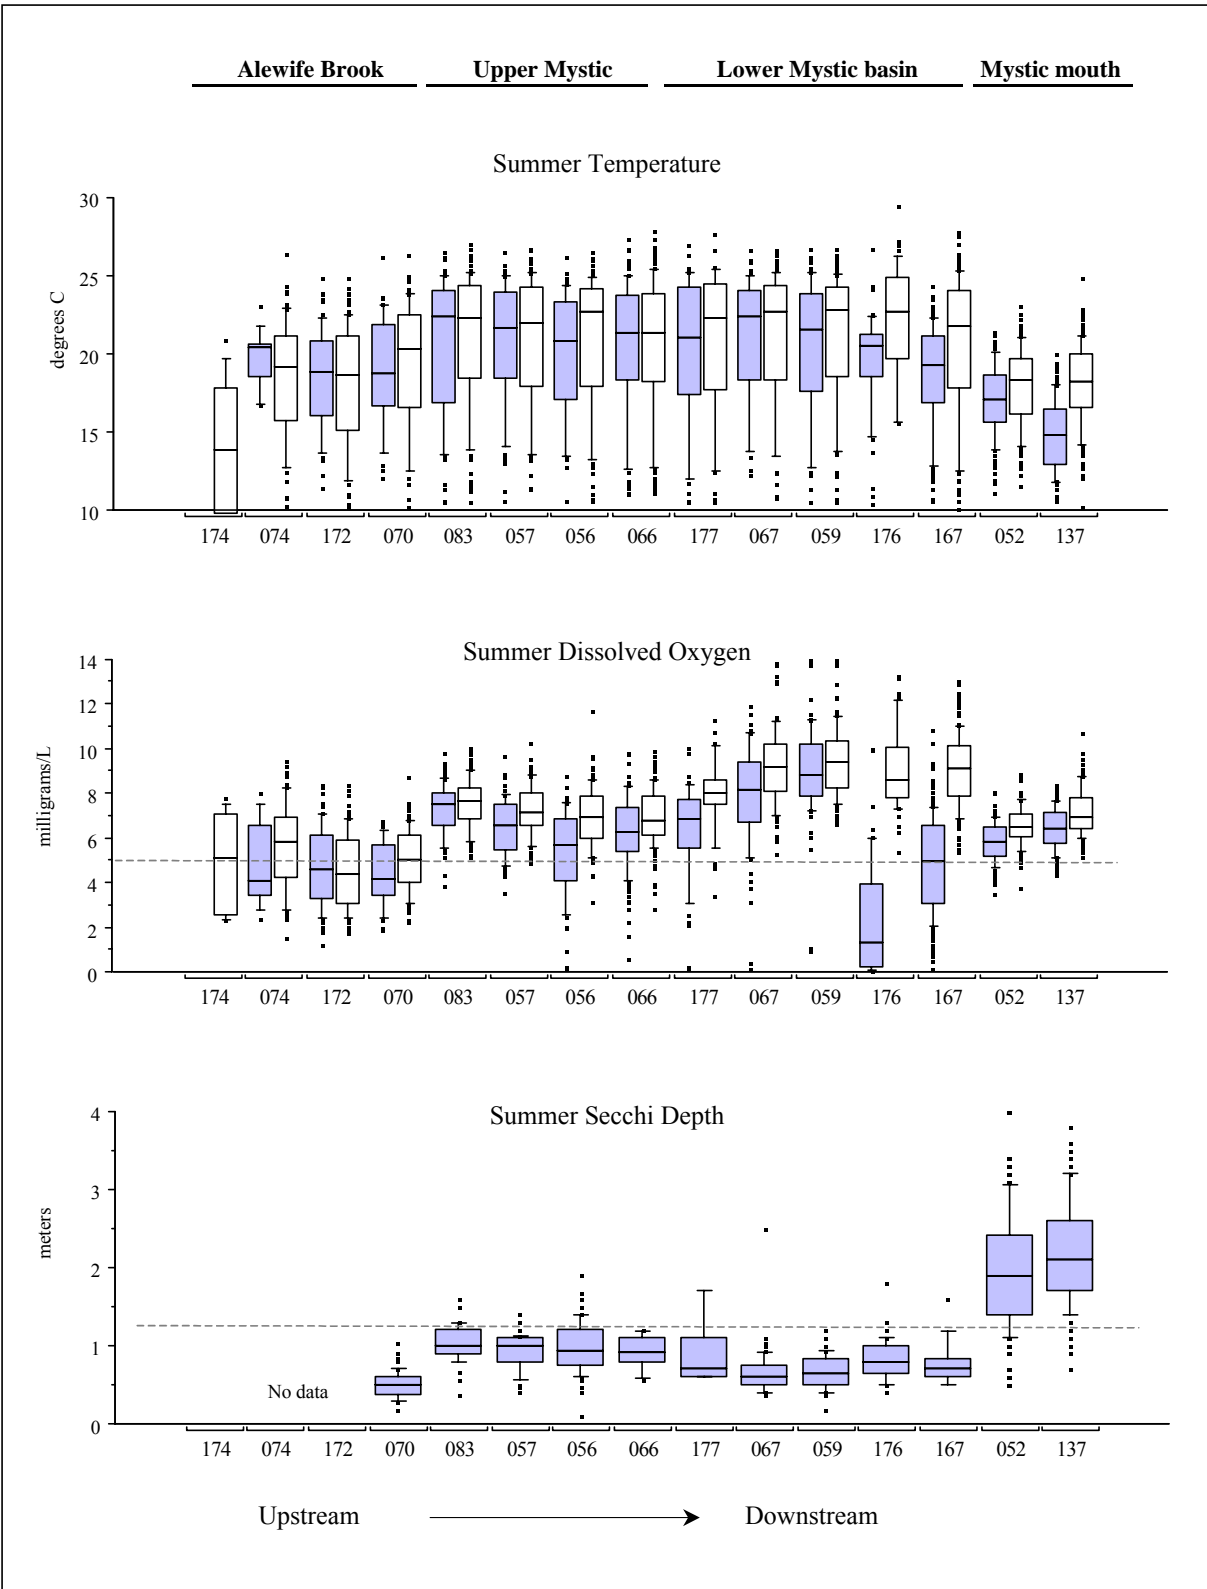 Alewife Brook Upper Mystic Lower Mystic basin Mystic mouth
Summer Temperature
degrees C
30
25
20
15
10
174 074 172 070 083 057 056 066 177 067 059 176 167 052 137
Summer Dissolved Oxygen
milligrams/L
14
12
10
8
6
4
2
0
174 074 172 070 083 057 056 066 177 067 059 176 167 052 137
Summer Secchi Depth
meters
4
3
2
1
0
No data
174 074 172 070 083 057 056 066 177 067 059 176 167 052 137
Upstream Downstream